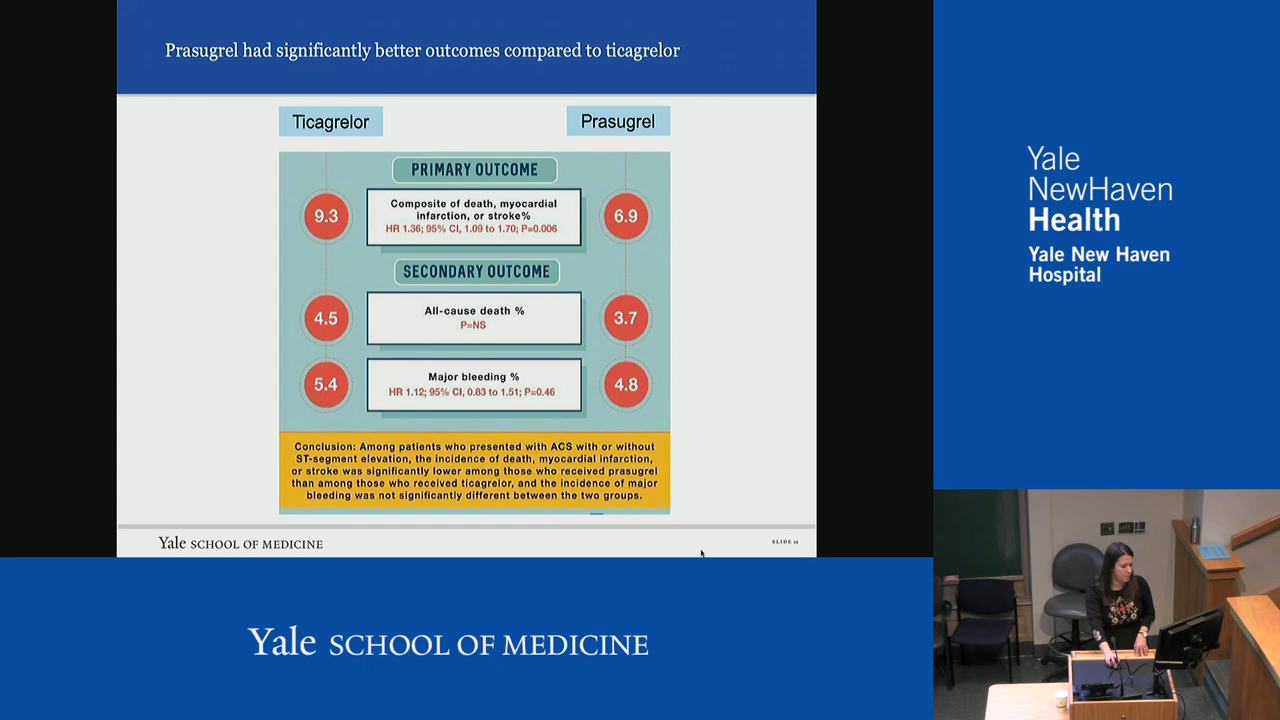 Prasugrel had significantly better outcomes compared to ticagrelor
Ticagrelor
Prasugrel
PRIMARY OUTCOME
9.3
Composite of death, myocardial
infarction, or stroke%
HR 1.36; 95% CI, 1.09 to 1.70; P=0.006
6.9
SECONDARY OUTCOME
4.5
All-cause death %
P=NS
3.7
5.4
Major bleeding %
HR 1.12; 95% CI, 0.83 to 1.51; P=0.46
4.8
Conclusion: Among patients who presented with ACS with or without
ST-segment elevation, the incidence of death, myocardial infarction,
or stroke was significantly lower among those who received prasugrel
than among those who received ticagrelor, and the incidence of major
bleeding was not significantly different between the two groups.
Yale SCHOOL OF MEDICINE
SLIDE
Yale SCHOOL OF MEDICINE
Yale
NewHaven
Health
Yale New Haven
Hospital